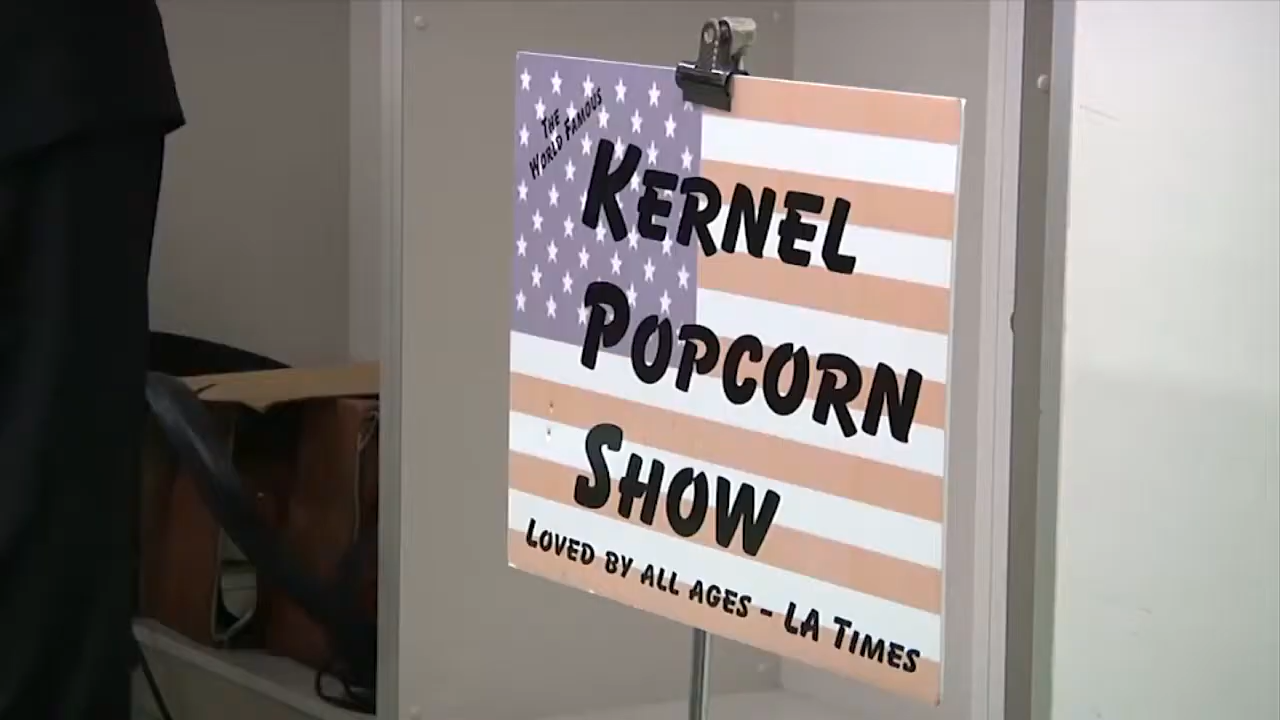 THE
WORLD FAMOUS
KERNEL
POPCORN
SHOW
LOVED BY ALL AGES - LA TIMES